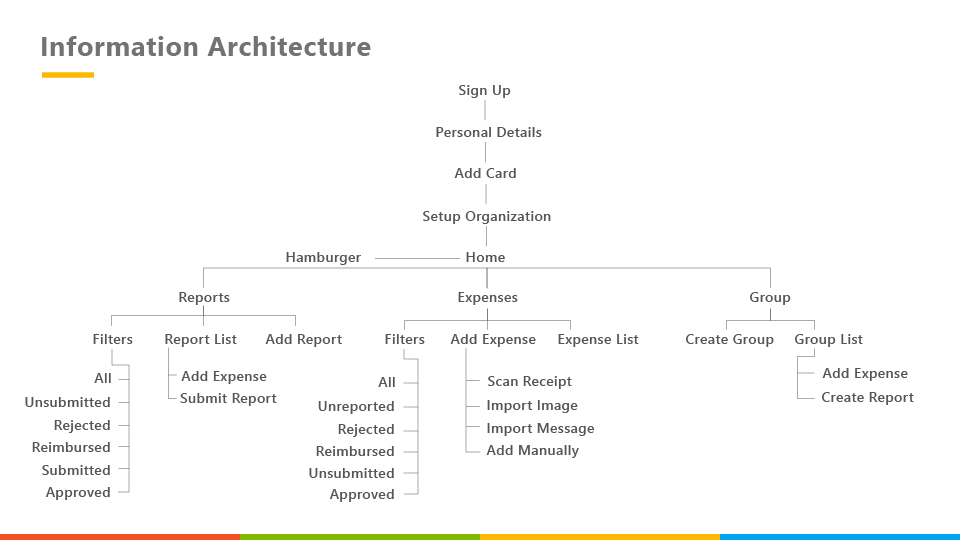 Information Architecture
Sign Up
Personal Details
Add Card
Setup Organization
Hamburger
Home
Reports
Expenses
Group
Filters
Report List
Add Report
Filters
Add Expense
Expense List
Create Group
Group List
All
Unsubmitted
Rejected
Reimbursed
Submitted
Approved
Add Expense
Submit Report
All
Unreported
Rejected
Reimbursed
Unsubmitted
Approved
Scan Receipt
Import Image
Import Message
Add Manually
Add Expense
Create Report